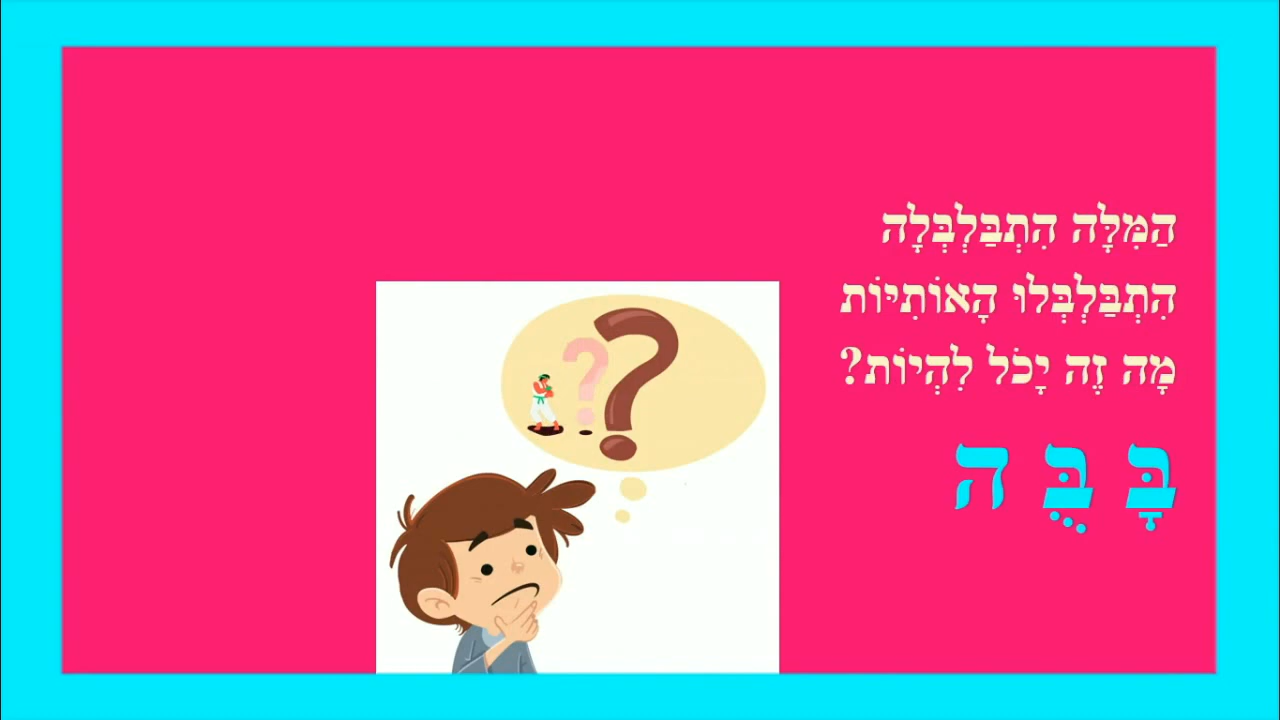 הַמִּלָּה הִתְבַּלְבְּלָה
הִתְבַּלְבְּלוּ הָאוֹתִיּוֹת
מָה זֶה יָכֹל לִהְיוֹת?
בָּ בֻּ ה